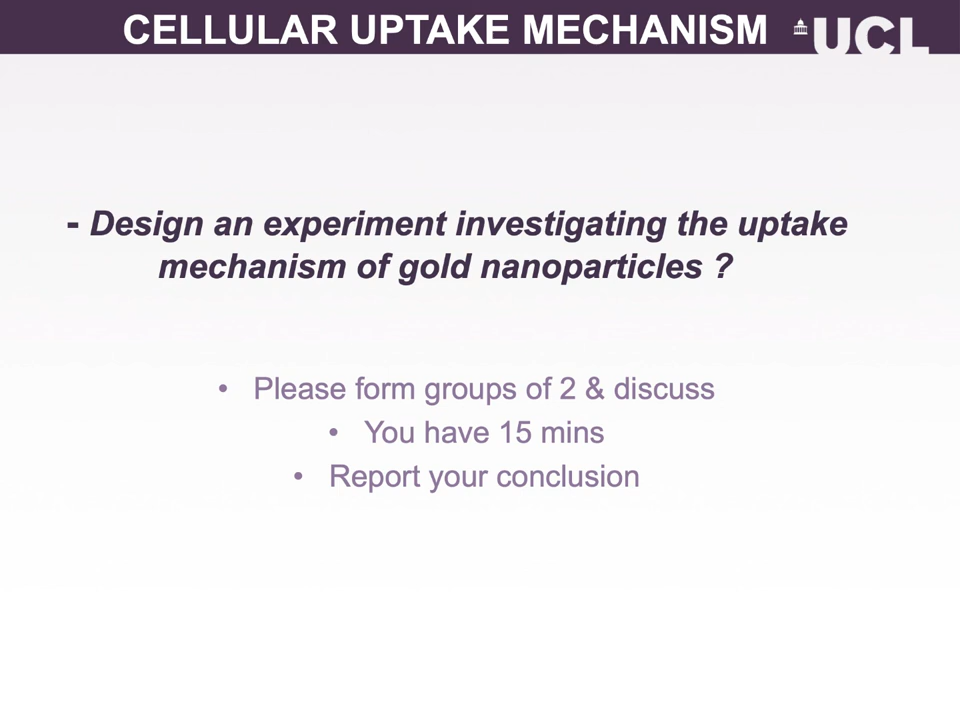 CELLULAR UPTAKE MECHANISM
UCL
- Design an experiment investigating the uptake
mechanism of gold nanoparticles ?
• Please form groups of 2 & discuss
• You have 15 mins
• Report your conclusion